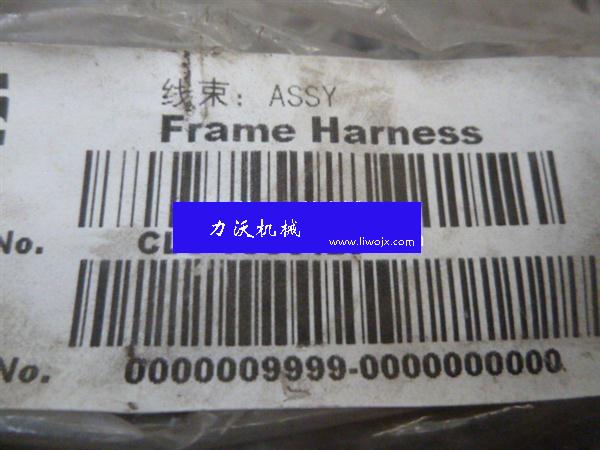 线束: ASSY
Frame Harness
力沃机械
www.liwojx.com
No.
No. 0000009999-0000000000